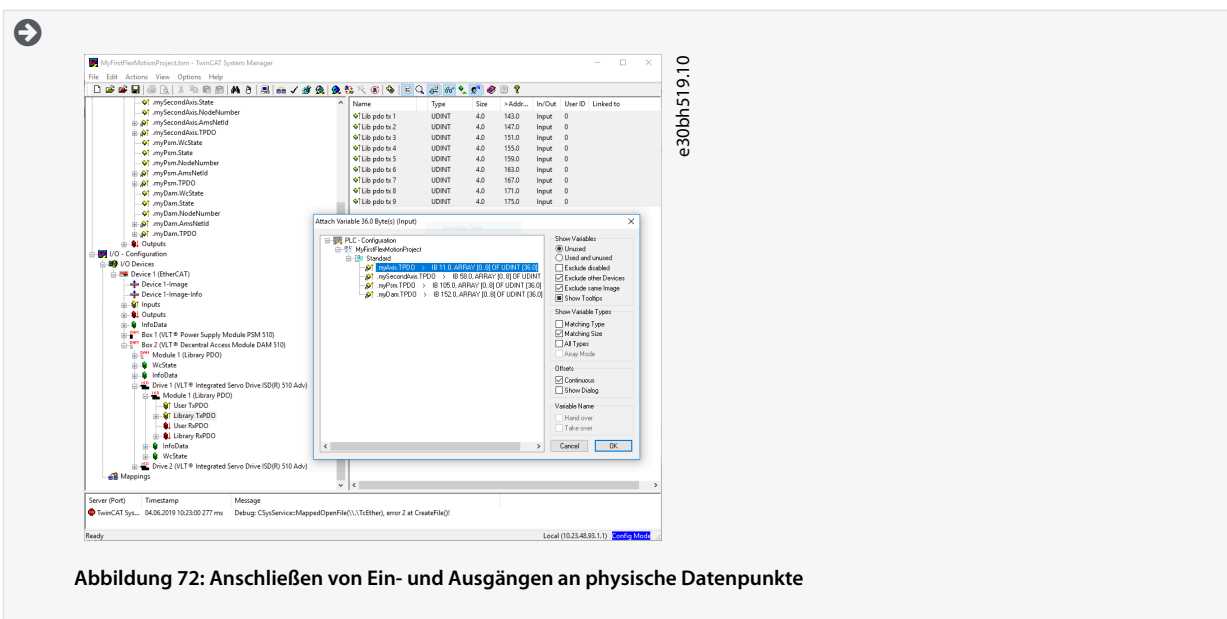 MyFirstFlexMotionProject.tsm - TwinCAT System Manager
File Edit Actions View Options Help
.mySecondAxis.State
.mySecondAxis.NodeNumber
.mySecondAxis.AmsNetId
.mySecondAxis.TPDO
.myPsm.WcState
.myPsm.State
.myPsm.NodeNumber
.myPsm.AmsNetId
.myPsm.TPDO
.myDam.WcState
.myDam.State
.myDam.NodeNumber
.myDam.AmsNetId
.myDam.TPDO
Outputs
I/O - Configuration
I/O Devices
Device 1 (EtherCAT)
Device 1-Image
Device 1-Image-Info
Inputs
Outputs
InfoData
Box 1 (VLT® Power Supply Module PSM 510)
Box 2 (VLT® Decentral Access Module DAM 510)
Module 1 (Library PDO)
WcState
InfoData
Drive 1 (VLT® Integrated Servo Drive ISD(R) 510 Adv)
Module 1 (Library PDO)
User TxPDO
Library TxPDO
User RxPDO
Library RxPDO
InfoData
WcState
Drive 2 (VLT® Integrated Servo Drive ISD(R) 510 Adv)
Mappings
Name Type Size >Addr... In/Out User ID Linked to
Lib pdo tx 1 UDINT 4.0 143.0 Input 0
Lib pdo tx 2 UDINT 4.0 147.0 Input 0
Lib pdo tx 3 UDINT 4.0 151.0 Input 0
Lib pdo tx 4 UDINT 4.0 155.0 Input 0
Lib pdo tx 5 UDINT 4.0 159.0 Input 0
Lib pdo tx 6 UDINT 4.0 163.0 Input 0
Lib pdo tx 7 UDINT 4.0 167.0 Input 0
Lib pdo tx 8 UDINT 4.0 171.0 Input 0
Lib pdo tx 9 UDINT 4.0 175.0 Input 0
Attach Variable 36.0 Byte(s) (Input)
PLC - Configuration
MyFirstFlexMotionProject
Standard
.myAxis.TPDO > IB 11.0, ARRAY [0..8] OF UDINT [36.0]
.mySecondAxis.TPDO > IB 58.0, ARRAY [0..8] OF UDINT
.myPsm.TPDO > IB 105.0, ARRAY [0..8] OF UDINT [36.0]
.myDam.TPDO > IB 152.0, ARRAY [0..8] OF UDINT [36.0]
Show Variables
Unused
Used and unused
Exclude disabled
Exclude other Devices
Exclude same Image
Show Tooltips
Show Variable Types
Matching Type
Matching Size
All Types
Array Mode
Offsets
Continuous
Show Dialog
Variable Name
Hand over
Take over
Cancel OK
Server (Port) Timestamp Message
TwinCAT Sys... 04.06.2019 10:23:00 277 ms Debug: CSysService::MappedOpenFile(\\.\TcEther), error 2 at CreateFile()!
Ready Local (10.23.48.93.1.1) Config Mode
e30bh519.10
Abbildung 72: Anschließen von Ein- und Ausgängen an physische Datenpunkte